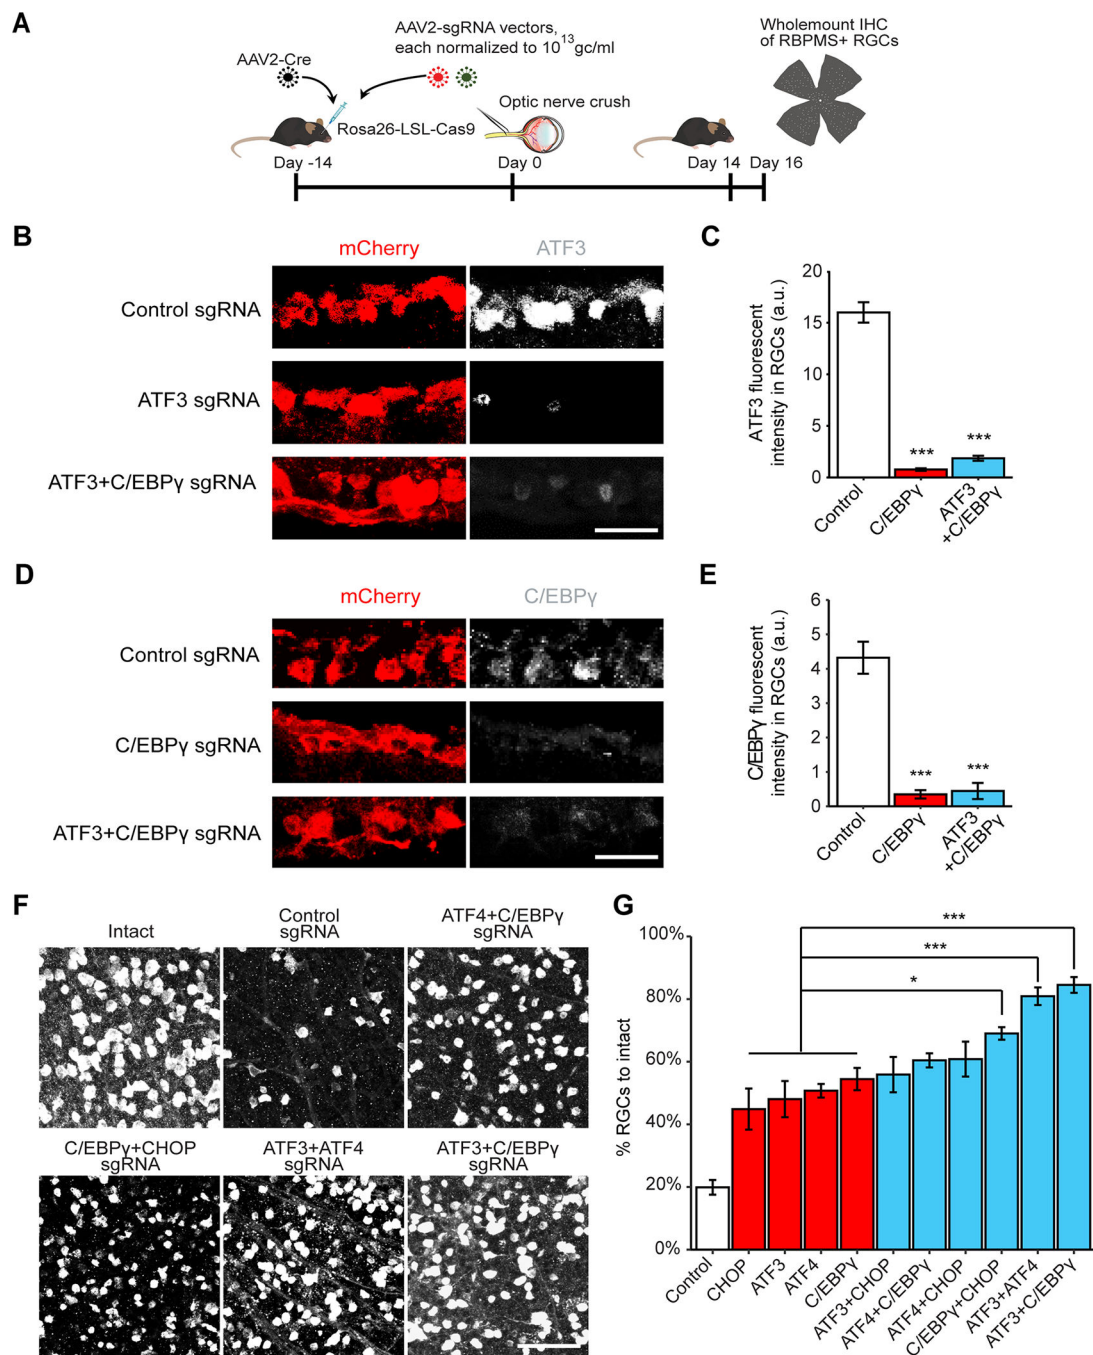 A
AAV2-Cre
AAV2-sgRNA vectors,
each normalized to 10^13 gc/ml
Wholemount IHC
of RBPMS+ RGCs
Rosa26-LSL-Cas9
Optic nerve crush
Day -14
Day 0
Day 14
Day 16
B
mCherry
ATF3
Control sgRNA
ATF3 sgRNA
ATF3+C/EBPγ sgRNA
C
ATF3 fluorescent
intensity in RGCs (a.u.)
20
15
10
5
0
***
***
Control
C/EBPγ
ATF3
+C/EBPγ
D
mCherry
C/EBPγ
Control sgRNA
C/EBPγ sgRNA
ATF3+C/EBPγ sgRNA
E
C/EBPγ fluorescent
intensity in RGCs (a.u.)
6
5
4
3
2
1
0
***
***
Control
C/EBPγ
ATF3
+C/EBPγ
F
Intact
Control
sgRNA
ATF4+C/EBPγ
sgRNA
C/EBPγ+CHOP
sgRNA
ATF3+ATF4
sgRNA
ATF3+C/EBPγ
sgRNA
G
% RGCs to intact
100%
80%
60%
40%
20%
0%
***
***
*
Control
CHOP
ATF3
ATF4
C/EBPγ
ATF3+CHOP
ATF4+C/EBPγ
ATF4+CHOP
C/EBPγ+CHOP
ATF3+ATF4
ATF3+C/EBPγ